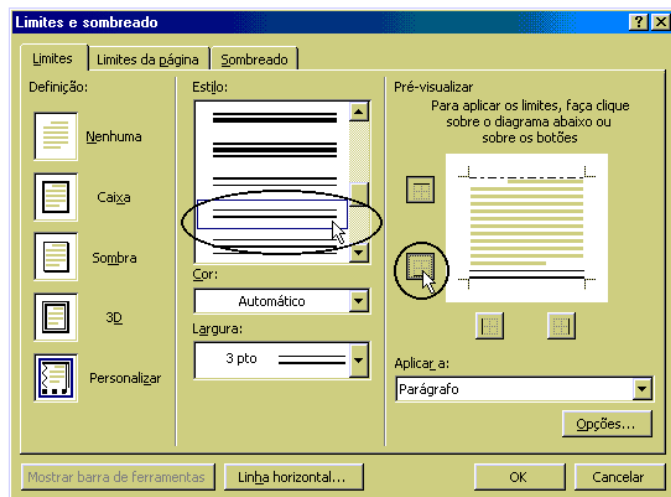 Limites e sombreado
Limites
Limites da página
Sombreado
Definição:
Nenhuma
Caixa
Sombra
3D
Personalizar
Estilo:
Cor:
Automático
Largura:
3 pto
Pré-visualizar
Para aplicar os limites, faça clique
sobre o diagrama abaixo ou
sobre os botões
Aplicar a:
Parágrafo
Opções...
Mostrar barra de ferramentas
Linha horizontal...
OK
Cancelar